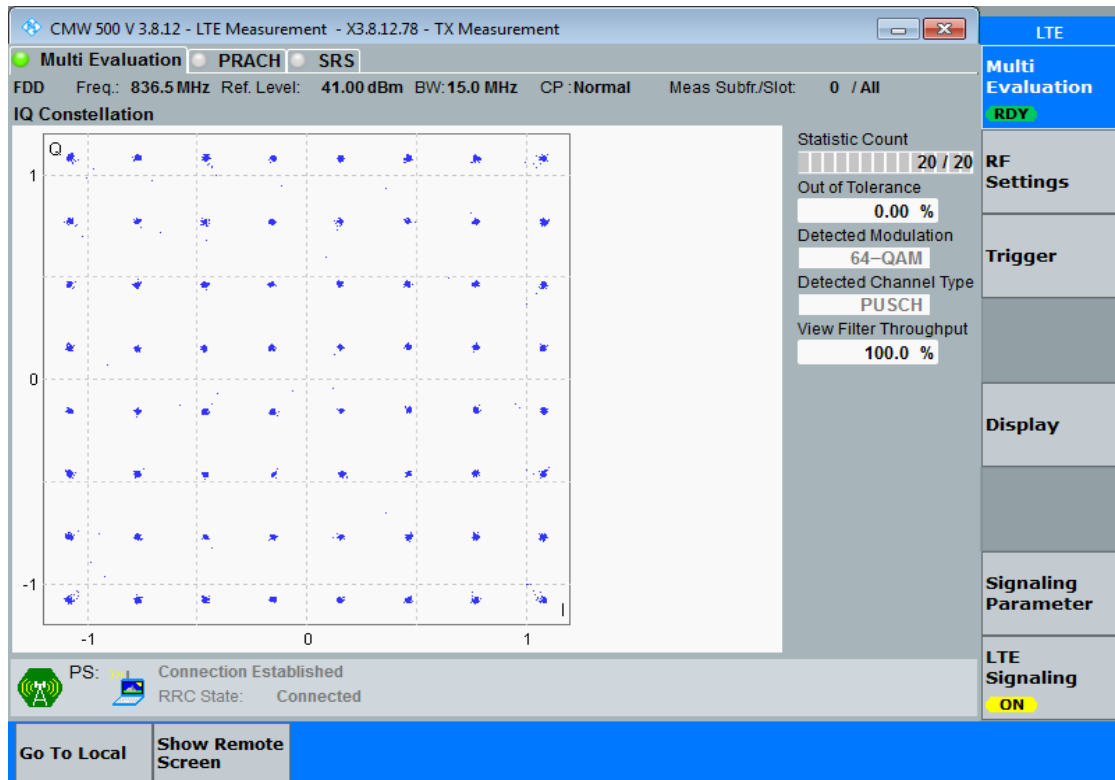 CMW 500 V 3.8.12 - LTE Measurement - X3.8.12.78 - TX Measurement
LTE
Multi Evaluation PRACH SRS
Multi
Evaluation
RDY
FDD Freq.: 836.5 MHz Ref. Level: 41.00 dBm BW: 15.0 MHz CP : Normal Meas Subfr./Slot: 0 / All
IQ Constellation
Q
1
0
-1
-1 0 1
I
Statistic Count
20 / 20
Out of Tolerance
0.00 %
Detected Modulation
64-QAM
Detected Channel Type
PUSCH
View Filter Throughput
100.0 %
RF
Settings
Trigger
Display
Signaling
Parameter
LTE
Signaling
ON
PS: Connection Established
RRC State: Connected
Go To Local
Show Remote
Screen